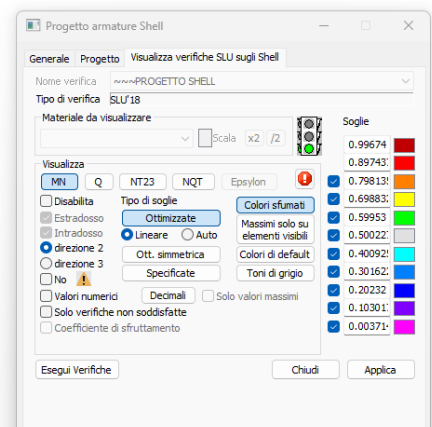 Progetto armature Shell
Generale Progetto Visualizza verifiche SLU sugli Shell
Nome verifica ~~~PROGETTO SHELL
Tipo di verifica SLU'18
Materiale da visualizzare
Scala x2 /2
Soglie
0.99674
0.89743
0.79813
0.69883
0.59953
0.50022
0.40092
0.30162
0.20232
0.10301
0.00371
Visualizza
MN Q NT23 NQT Epsylon
Disabilita
Estradosso
Intradosso
direzione 2
direzione 3
No
Tipo di soglie
Ottimizzate
Lineare Auto
Ott. simmetrica
Specificate
Colori sfumati
Massimi solo su
elementi visibili
Colori di default
Toni di grigio
Valori numerici Decimali Solo valori massimi
Solo verifiche non soddisfatte
Coefficiente di
sfruttamento
Esegui Verifiche Chiudi Applica